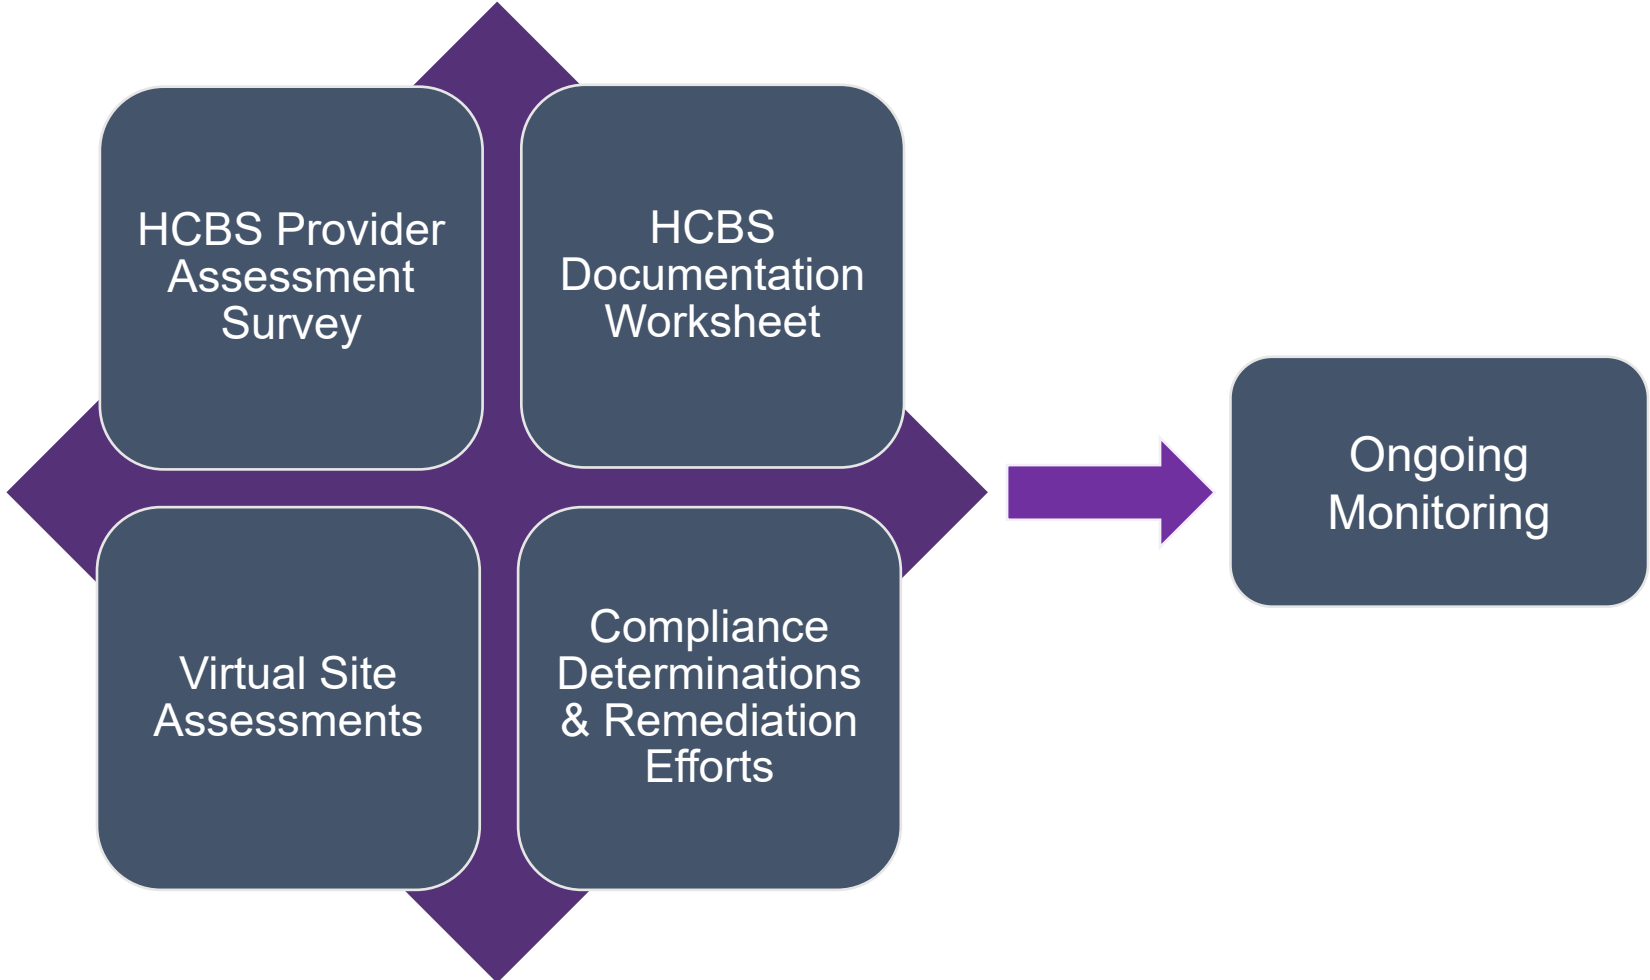 HCBS Provider
Assessment
Survey
HCBS
Documentation
Worksheet
Virtual Site
Assessments
Compliance
Determinations
& Remediation
Efforts
Ongoing
Monitoring